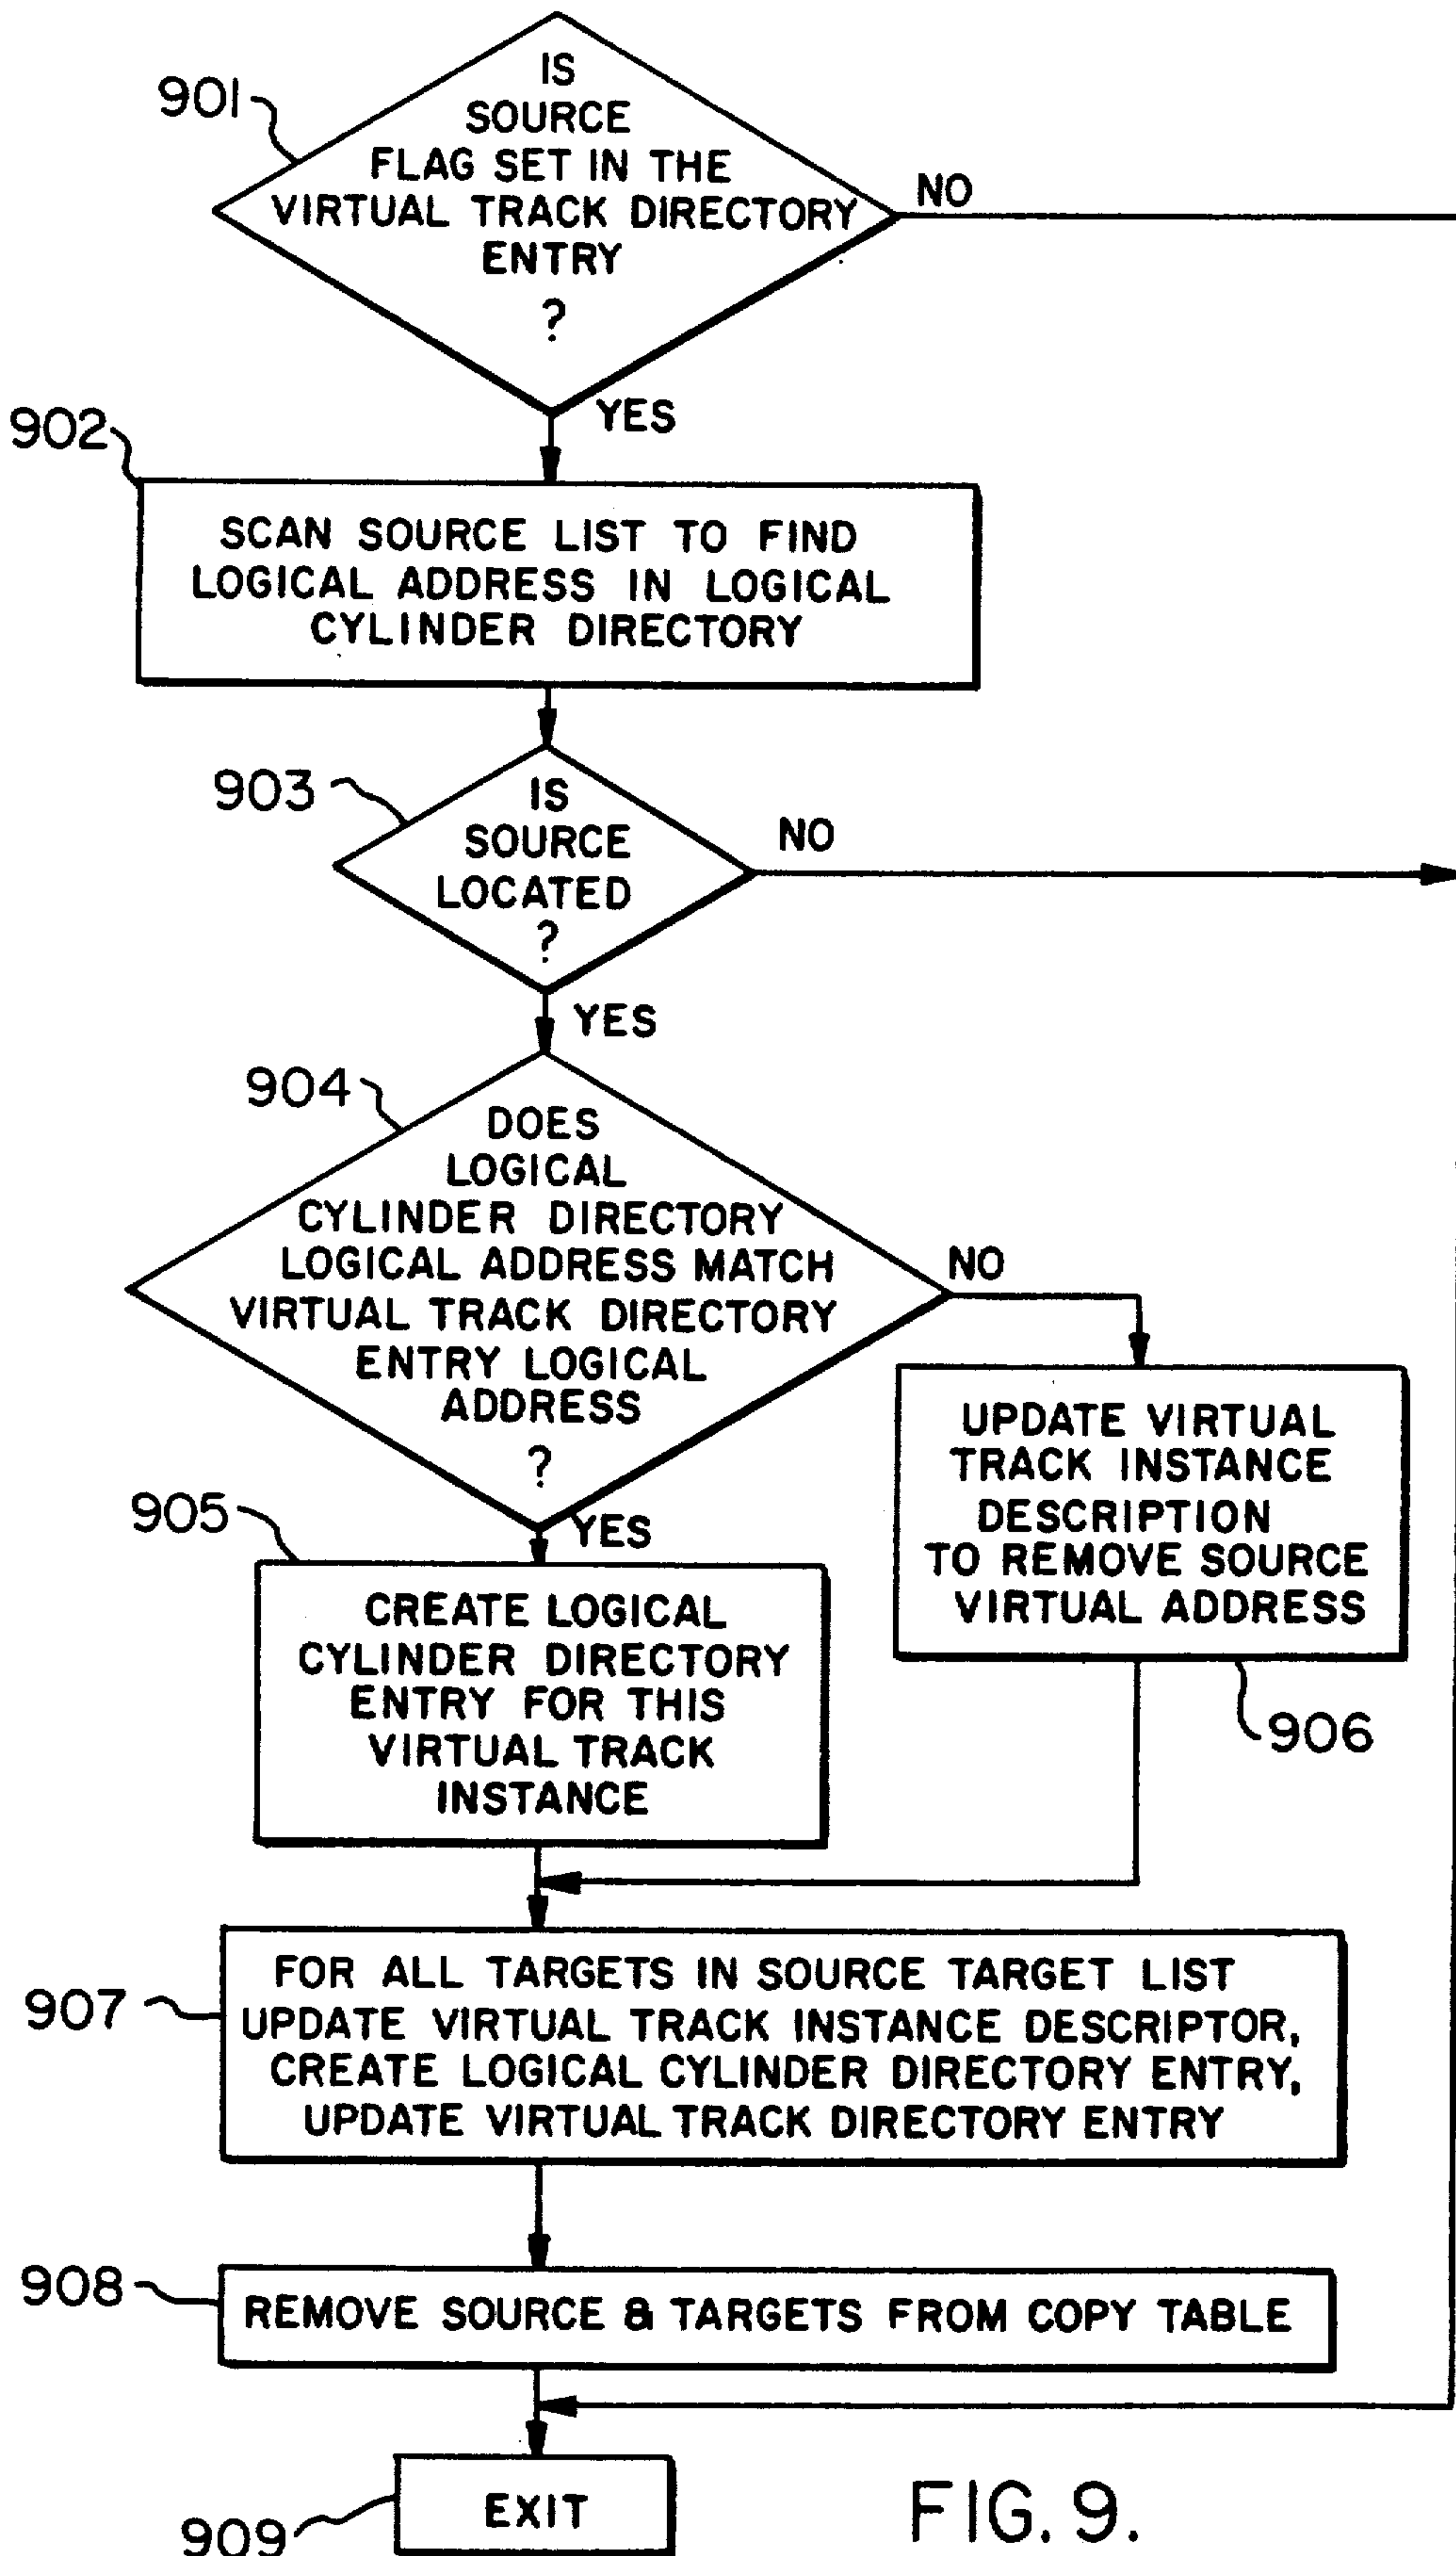 901
IS
SOURCE
FLAG SET IN THE
VIRTUAL TRACK DIRECTORY
ENTRY
?
NO
YES
902
SCAN SOURCE LIST TO FIND
LOGICAL ADDRESS IN LOGICAL
CYLINDER DIRECTORY
903
IS
SOURCE
LOCATED
?
NO
YES
904
DOES
LOGICAL
CYLINDER DIRECTORY
LOGICAL ADDRESS MATCH
VIRTUAL TRACK DIRECTORY
ENTRY LOGICAL
ADDRESS
?
NO
YES
905
CREATE LOGICAL
CYLINDER DIRECTORY
ENTRY FOR THIS
VIRTUAL TRACK
INSTANCE
UPDATE VIRTUAL
TRACK INSTANCE
DESCRIPTION
TO REMOVE SOURCE
VIRTUAL ADDRESS
906
907
FOR ALL TARGETS IN SOURCE TARGET LIST
UPDATE VIRTUAL TRACK INSTANCE DESCRIPTOR,
CREATE LOGICAL CYLINDER DIRECTORY ENTRY,
UPDATE VIRTUAL TRACK DIRECTORY ENTRY
908
REMOVE SOURCE & TARGETS FROM COPY TABLE
909
EXIT
FIG. 9.